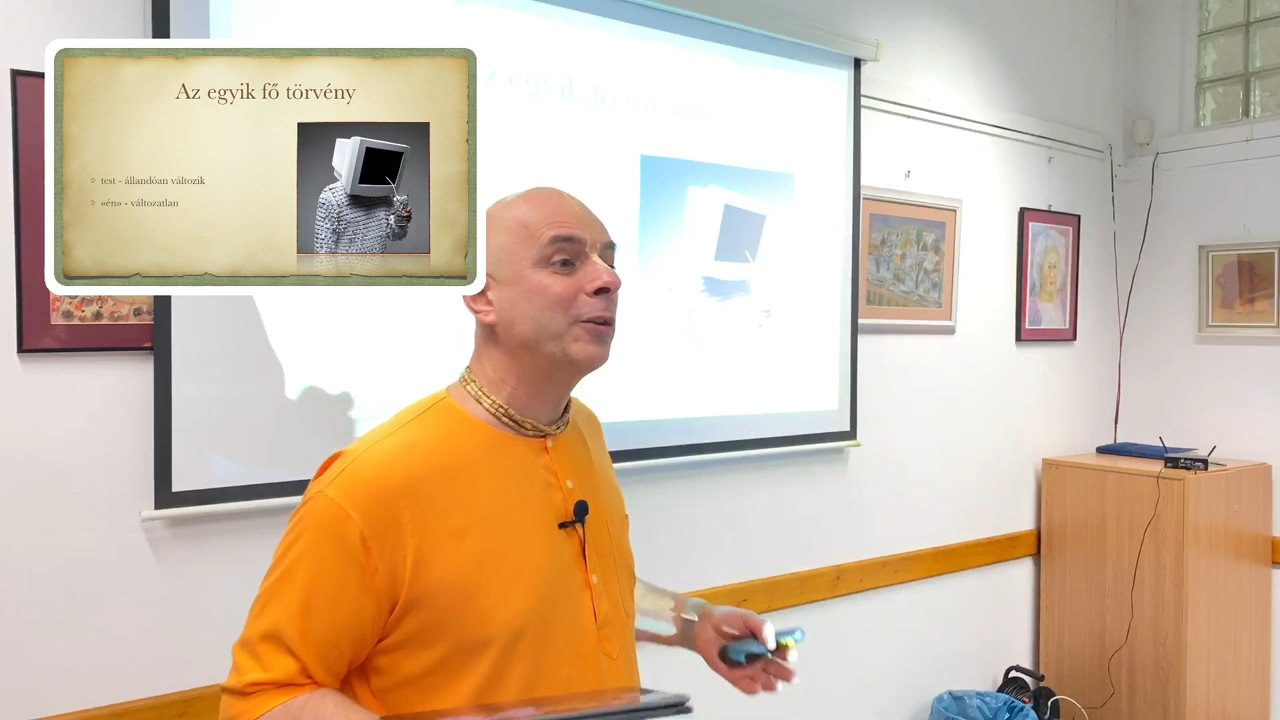 Az egyik fő törvény
test - állandóan változik
«én» - változatlan